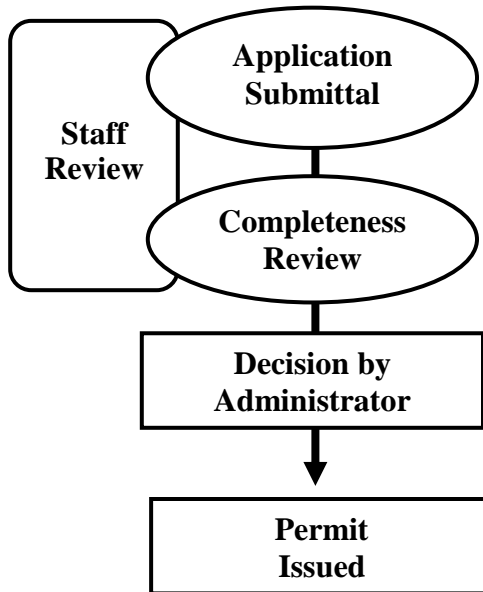 Application
Submittal
Staff
Review
Completeness
Review
Decision by
Administrator
Permit
Issued